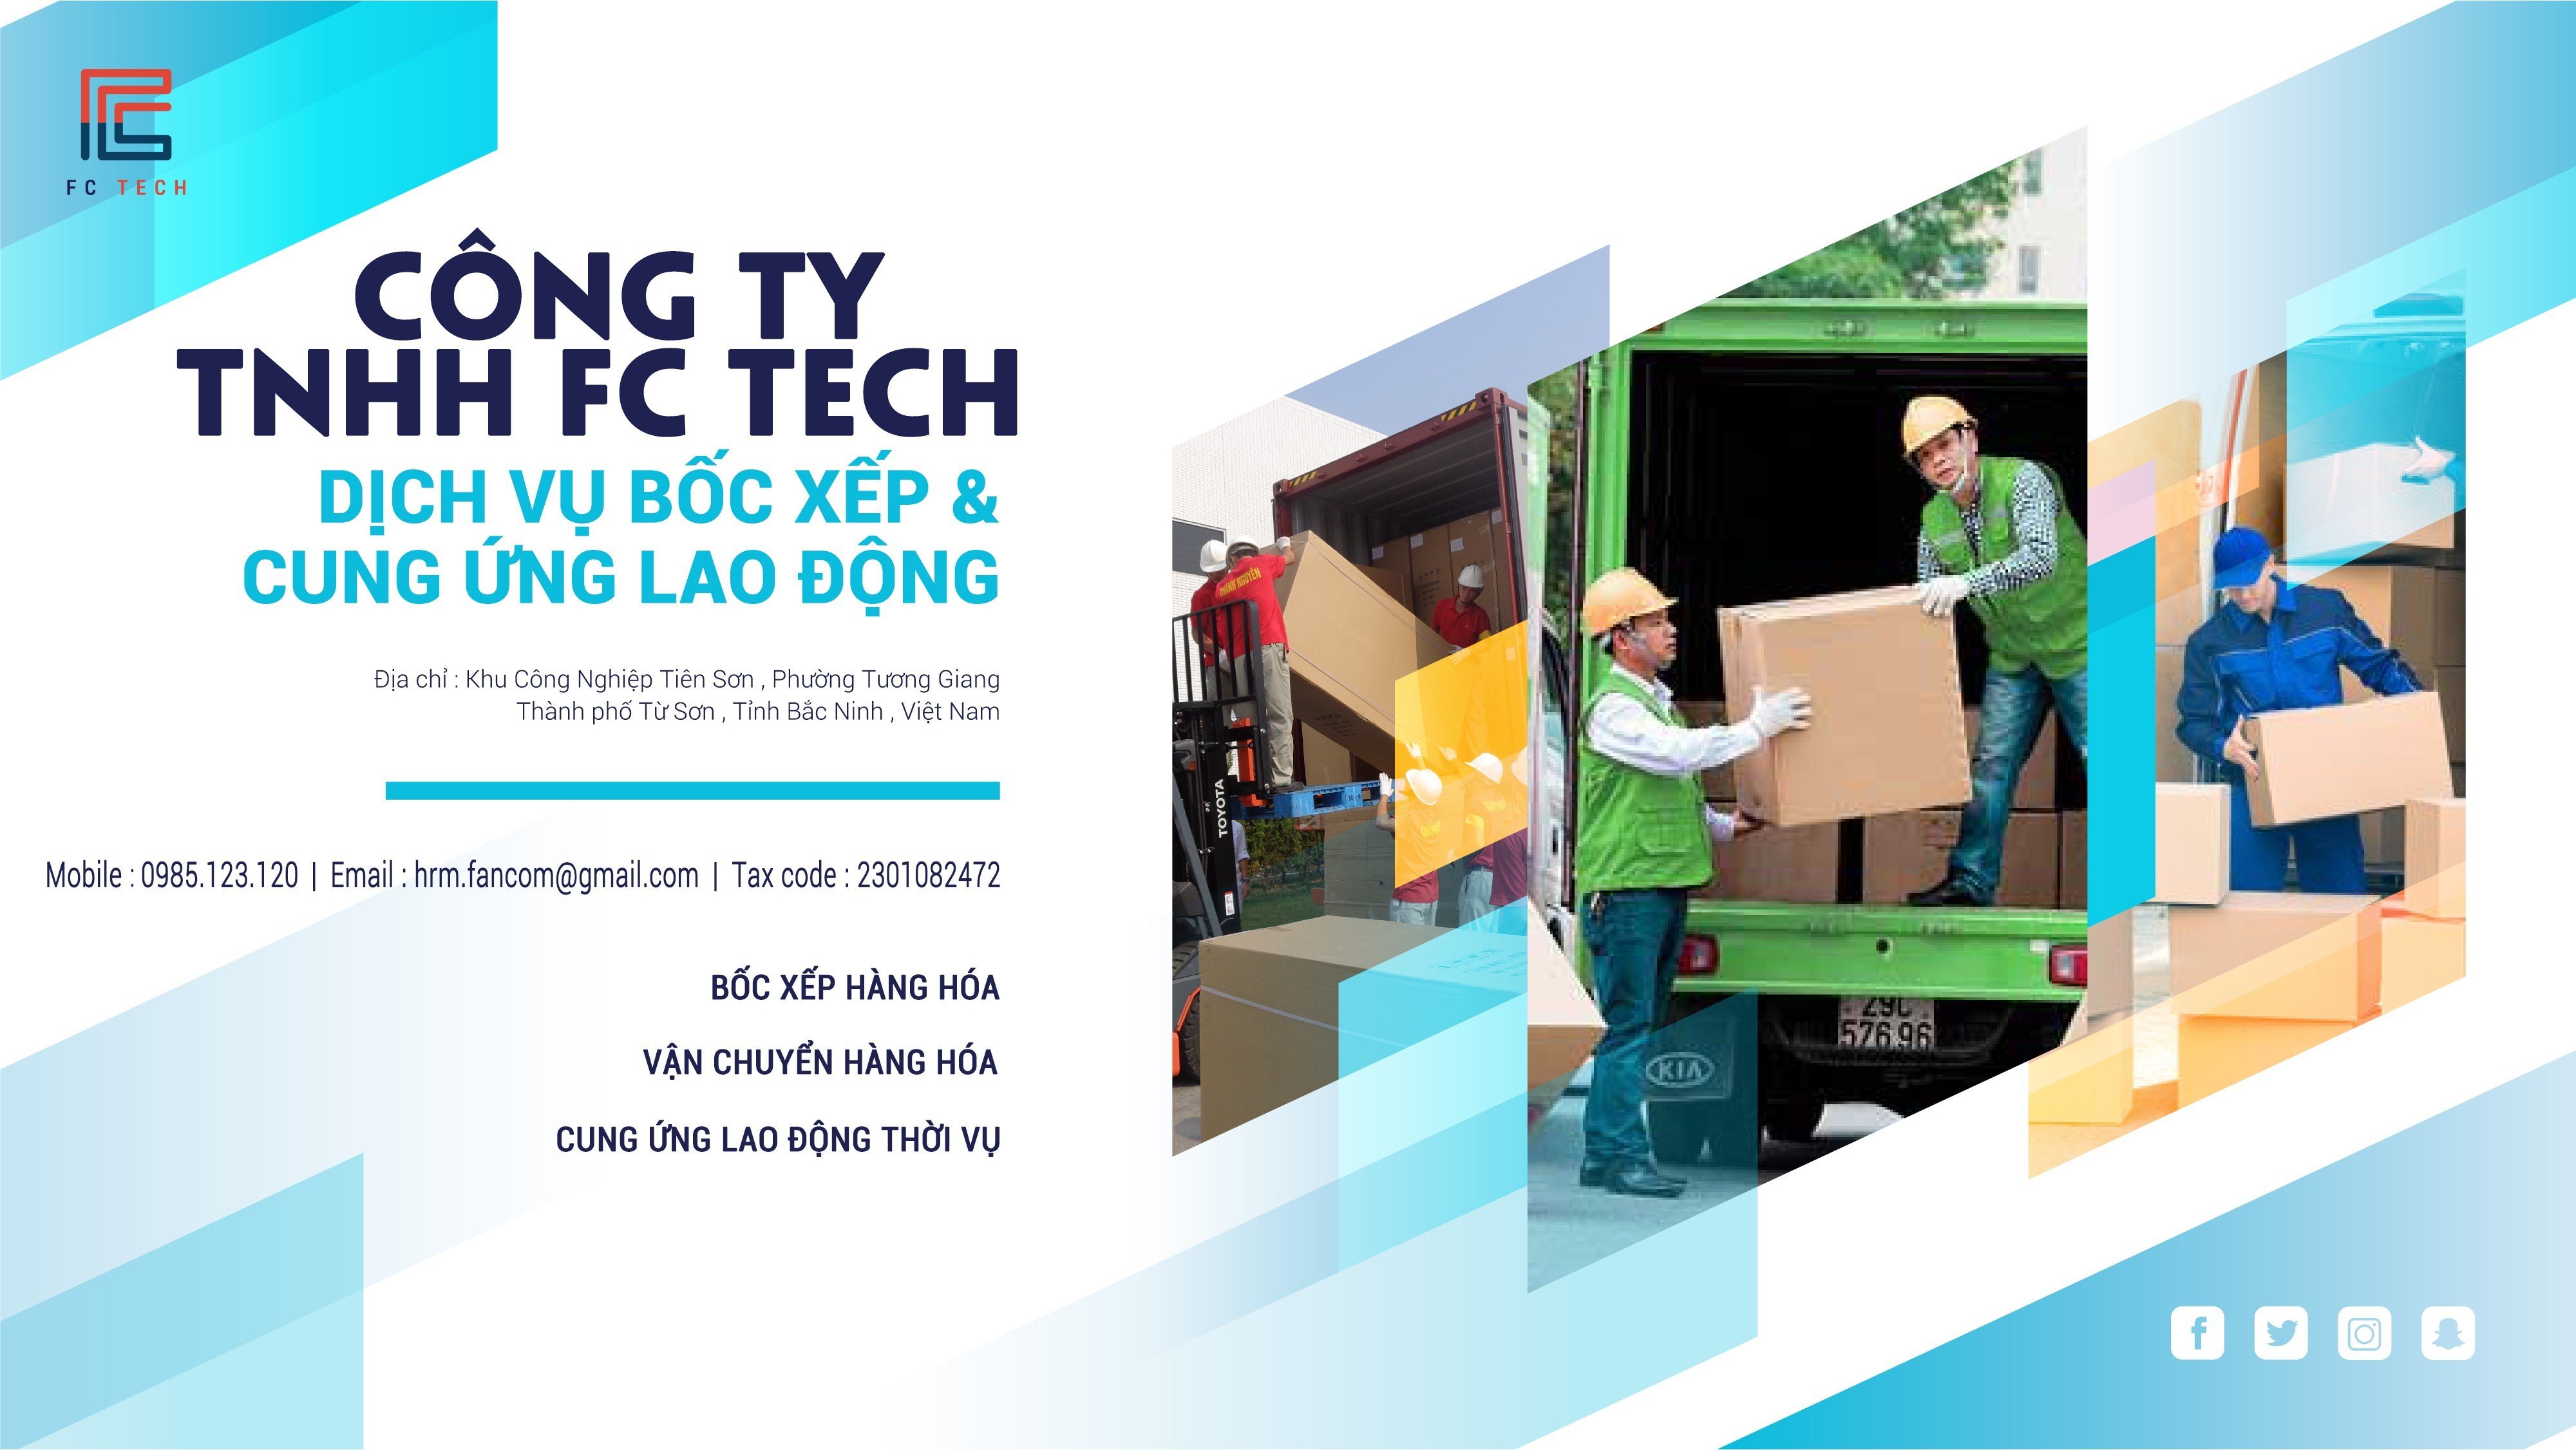 FC TECH
CÔNG TY
TNHH FC TECH
DỊCH VỤ BỐC XẾP &
CUNG ỨNG LAO ĐỘNG
Địa chỉ : Khu Công Nghiệp Tiên Sơn , Phường Tương Giang
Thành phố Từ Sơn , Tỉnh Bắc Ninh , Việt Nam
Mobile : 0985.123.120 | Email : hrm.fancom@gmail.com | Tax code : 2301082472
BỐC XẾP HÀNG HÓA
VẬN CHUYỂN HÀNG HÓA
CUNG ỨNG LAO ĐỘNG THỜI VỤ
THÀNH NGUYÊN
TOYOTA
29C
576.96
KIA